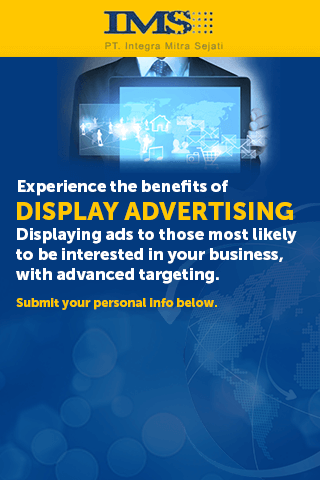 IMS
PT. Integra Mitra Sejati
Experience the benefits of
DISPLAY ADVERTISING
Displaying ads to those most likely
to be interested in your business,
with advanced targeting.
Submit your personal info below.